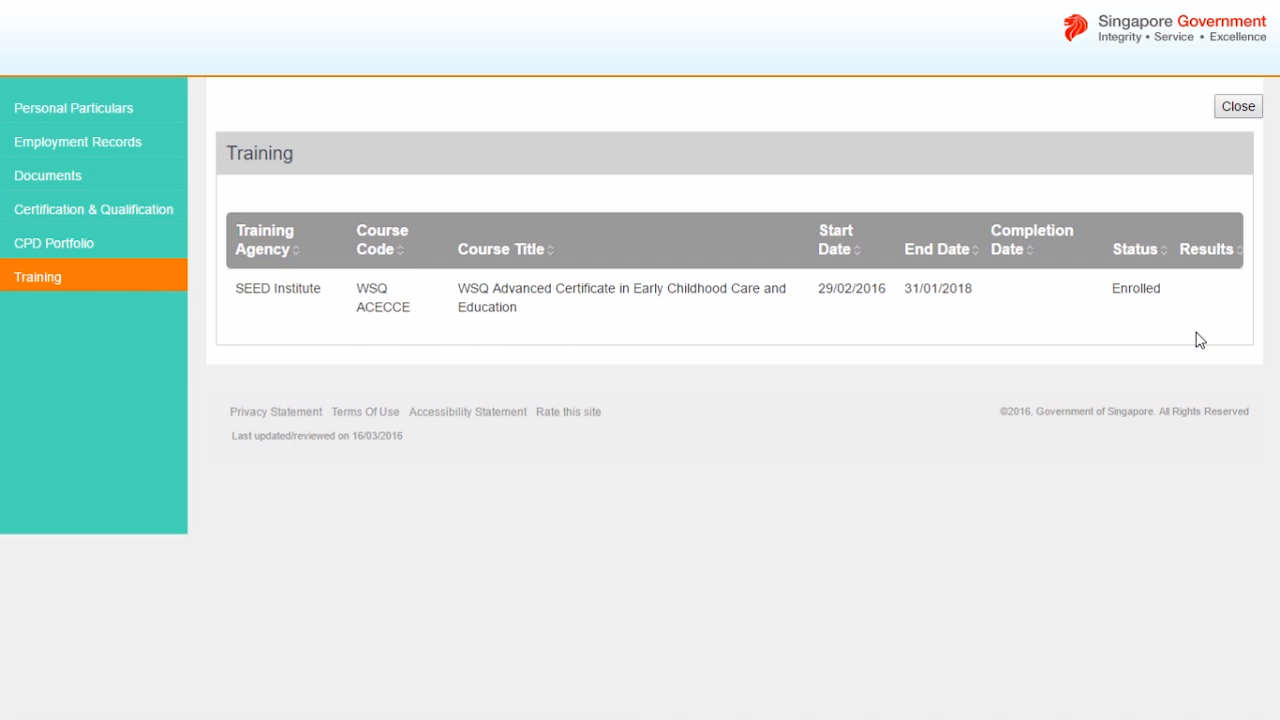 Singapore Government
Integrity • Service • Excellence
Personal Particulars
Employment Records
Documents
Certification & Qualification
CPD Portfolio
Training
Close
Training
Training Agency
Course Code
Course Title
Start Date
End Date
Completion Date
Status
Results
SEED Institute
WSQ
ACECCE
WSQ Advanced Certificate in Early Childhood Care and
Education
29/02/2016
31/01/2018
Enrolled
Privacy Statement Terms Of Use Accessibility Statement Rate this site
©2016, Government of Singapore. All Rights Reserved
Last updated/reviewed on 16/03/2016